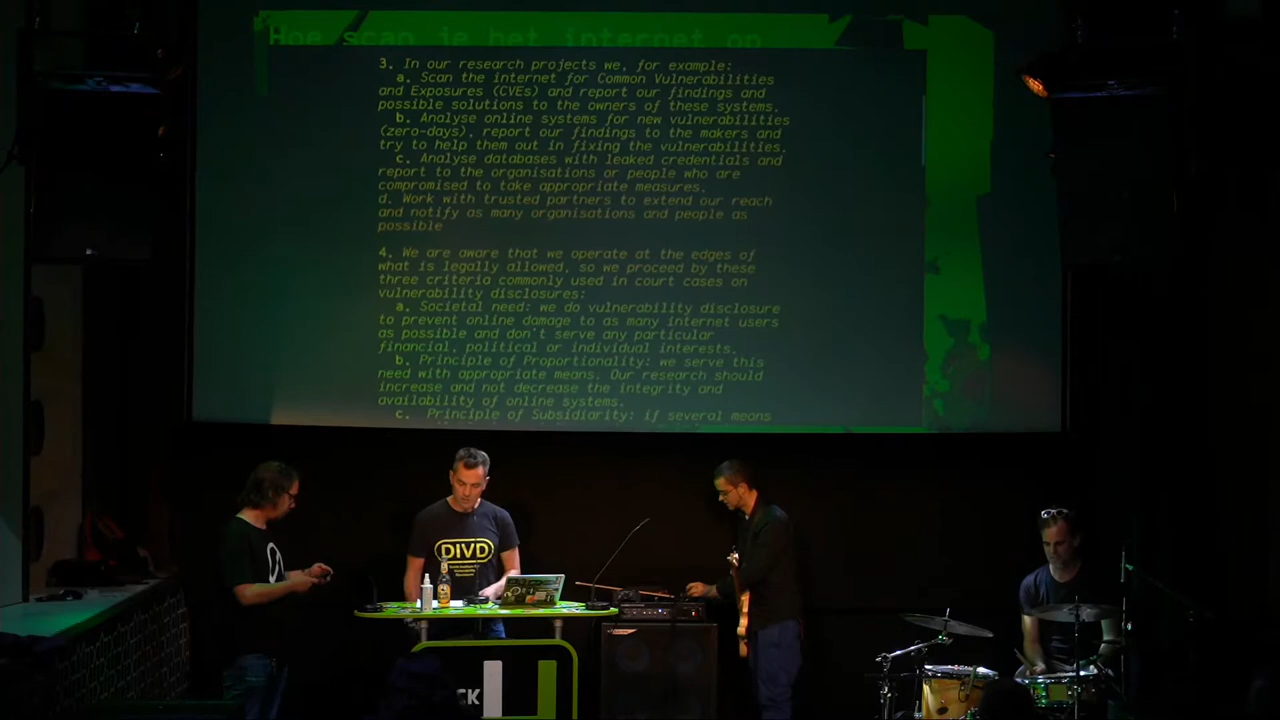 Hoe scan je het internet op
3. In our research projects we, for example:
a. Scan the internet for Common Vulnerabilities
and Exposures (CVEs) and report our findings and
possible solutions to the owners of these systems.
b. Analyse online systems for new vulnerabilities
(zero-days), report our findings to the makers and
try to help them out in fixing the vulnerabilities.
c. Analyse databases with leaked credentials and
report to the organisations or people who are
compromised to take appropriate measures.
d. Work with trusted partners to extend our reach
and notify as many organisations and people as
possible
4. We are aware that we operate at the edges of
what is legally allowed, so we proceed by these
three criteria commonly used in court cases on
vulnerability disclosures:
a. Societal need: we do vulnerability disclosure
to prevent online damage to as many internet users
as possible and don't serve any particular
financial, political or individual interests.
b. Principle of Proportionality: we serve this
need with appropriate means. Our research should
increase and not decrease the integrity and
availability of online systems.
c. Principle of Subsidiarity: if several means
DIVD
CK